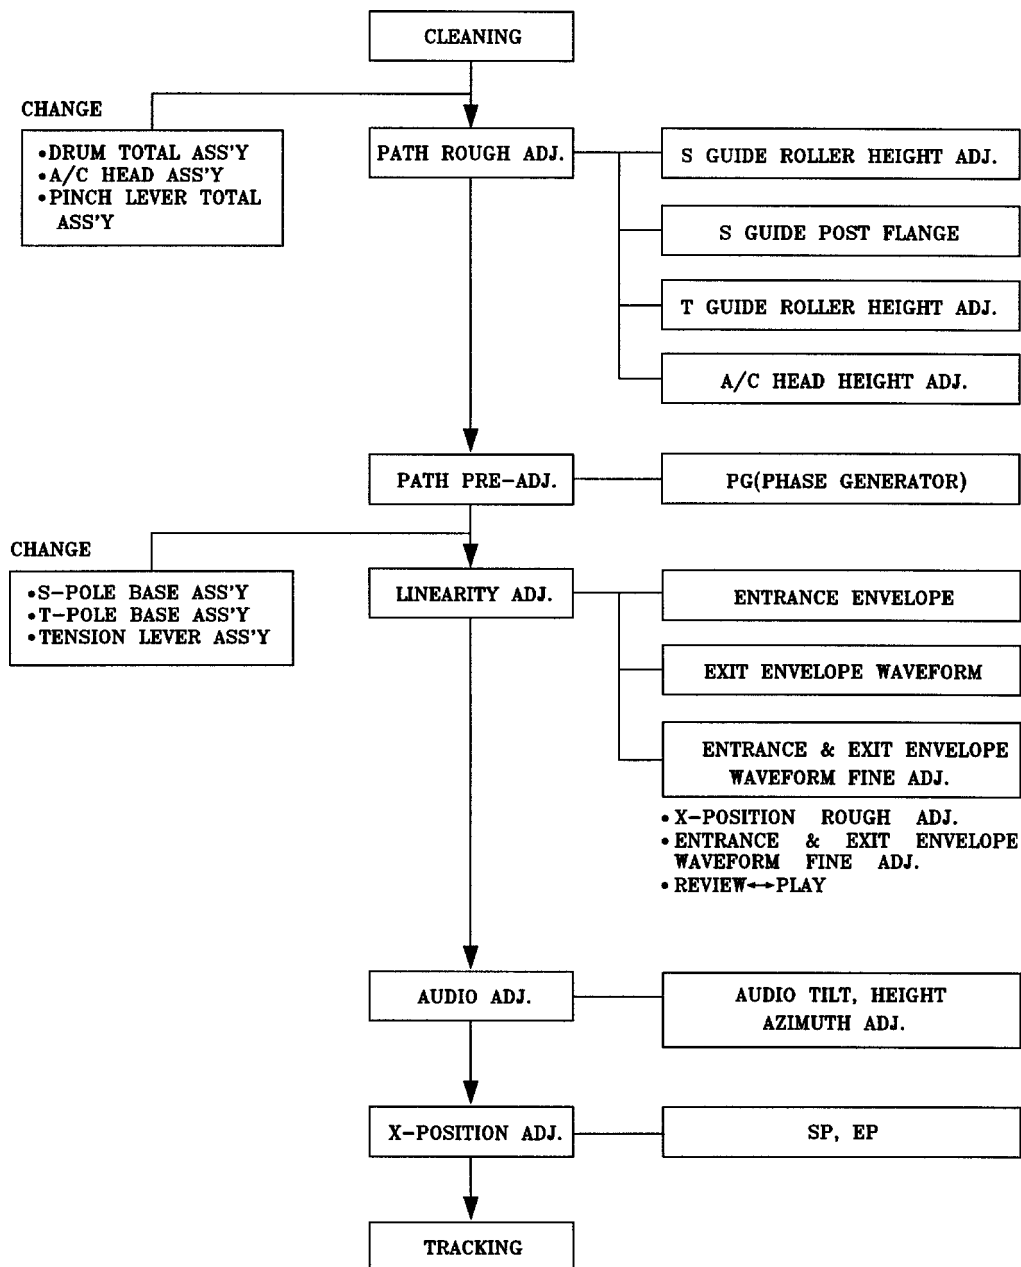 CLEANING
CHANGE
•DRUM TOTAL ASS'Y
•A/C HEAD ASS'Y
•PINCH LEVER TOTAL
ASS'Y
PATH ROUGH ADJ.
S GUIDE ROLLER HEIGHT ADJ.
S GUIDE POST FLANGE
T GUIDE ROLLER HEIGHT ADJ.
A/C HEAD HEIGHT ADJ.
PATH PRE-ADJ.
PG(PHASE GENERATOR)
CHANGE
•S-POLE BASE ASS'Y
•T-POLE BASE ASS'Y
•TENSION LEVER ASS'Y
LINEARITY ADJ.
ENTRANCE ENVELOPE
EXIT ENVELOPE WAVEFORM
ENTRANCE & EXIT ENVELOPE
WAVEFORM FINE ADJ.
•X-POSITION ROUGH ADJ.
•ENTRANCE & EXIT ENVELOPE
WAVEFORM FINE ADJ.
•REVIEW↔PLAY
AUDIO ADJ.
AUDIO TILT, HEIGHT
AZIMUTH ADJ.
X-POSITION ADJ.
SP, EP
TRACKING